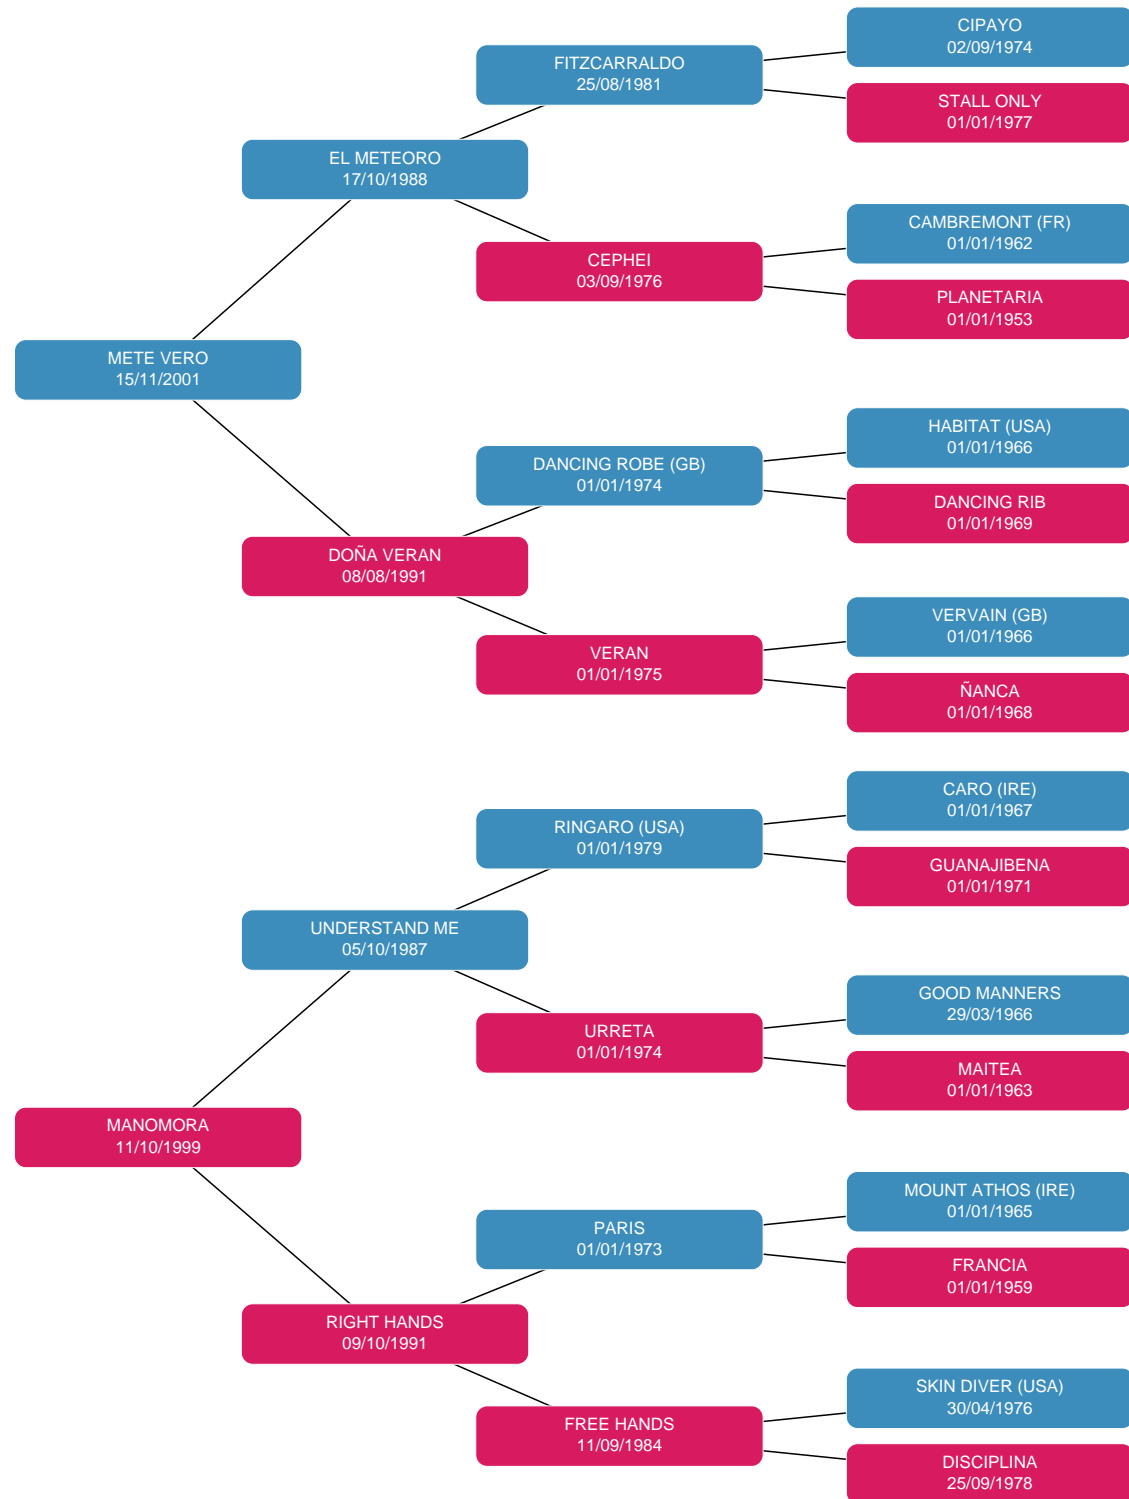 CIPAYO
02/09/1974
FITZCARRALDO
25/08/1981
STALL ONLY
01/01/1977
EL METEORO
17/10/1988
CAMBREMONT (FR)
01/01/1962
CEPHEI
03/09/1976
PLANETARIA
01/01/1953
METE VERO
15/11/2001
HABITAT (USA)
01/01/1966
DANCING ROBE (GB)
01/01/1974
DANCING RIB
01/01/1969
DOÑA VERAN
08/08/1991
VERVAIN (GB)
01/01/1966
VERAN
01/01/1975
ÑANCA
01/01/1968
CARO (IRE)
01/01/1967
RINGARO (USA)
01/01/1979
GUANAJIBENA
01/01/1971
UNDERSTAND ME
05/10/1987
GOOD MANNERS
29/03/1966
URRETA
01/01/1974
MAITEA
01/01/1963
MANOMORA
11/10/1999
MOUNT ATHOS (IRE)
01/01/1965
PARIS
01/01/1973
FRANCIA
01/01/1959
RIGHT HANDS
09/10/1991
SKIN DIVER (USA)
30/04/1976
FREE HANDS
11/09/1984
DISCIPLINA
25/09/1978